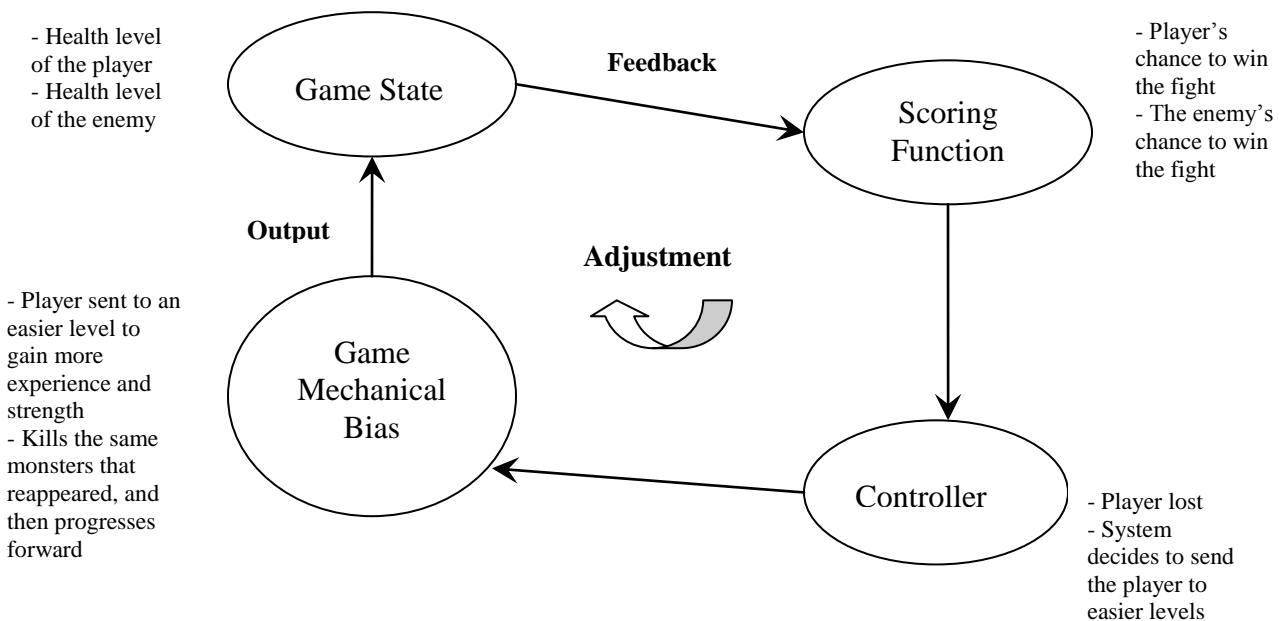 - Health level
of the player
- Health level
of the enemy
Game State
Feedback
Scoring
Function
- Player’s
chance to win
the fight
- The enemy’s
chance to win
the fight
Output
Adjustment
- Player sent to an
easier level to
gain more
experience and
strength
- Kills the same
monsters that
reappeared, and
then progresses
forward
Game
Mechanical
Bias
Controller
- Player lost
- System
decides to send
the player to
easier levels